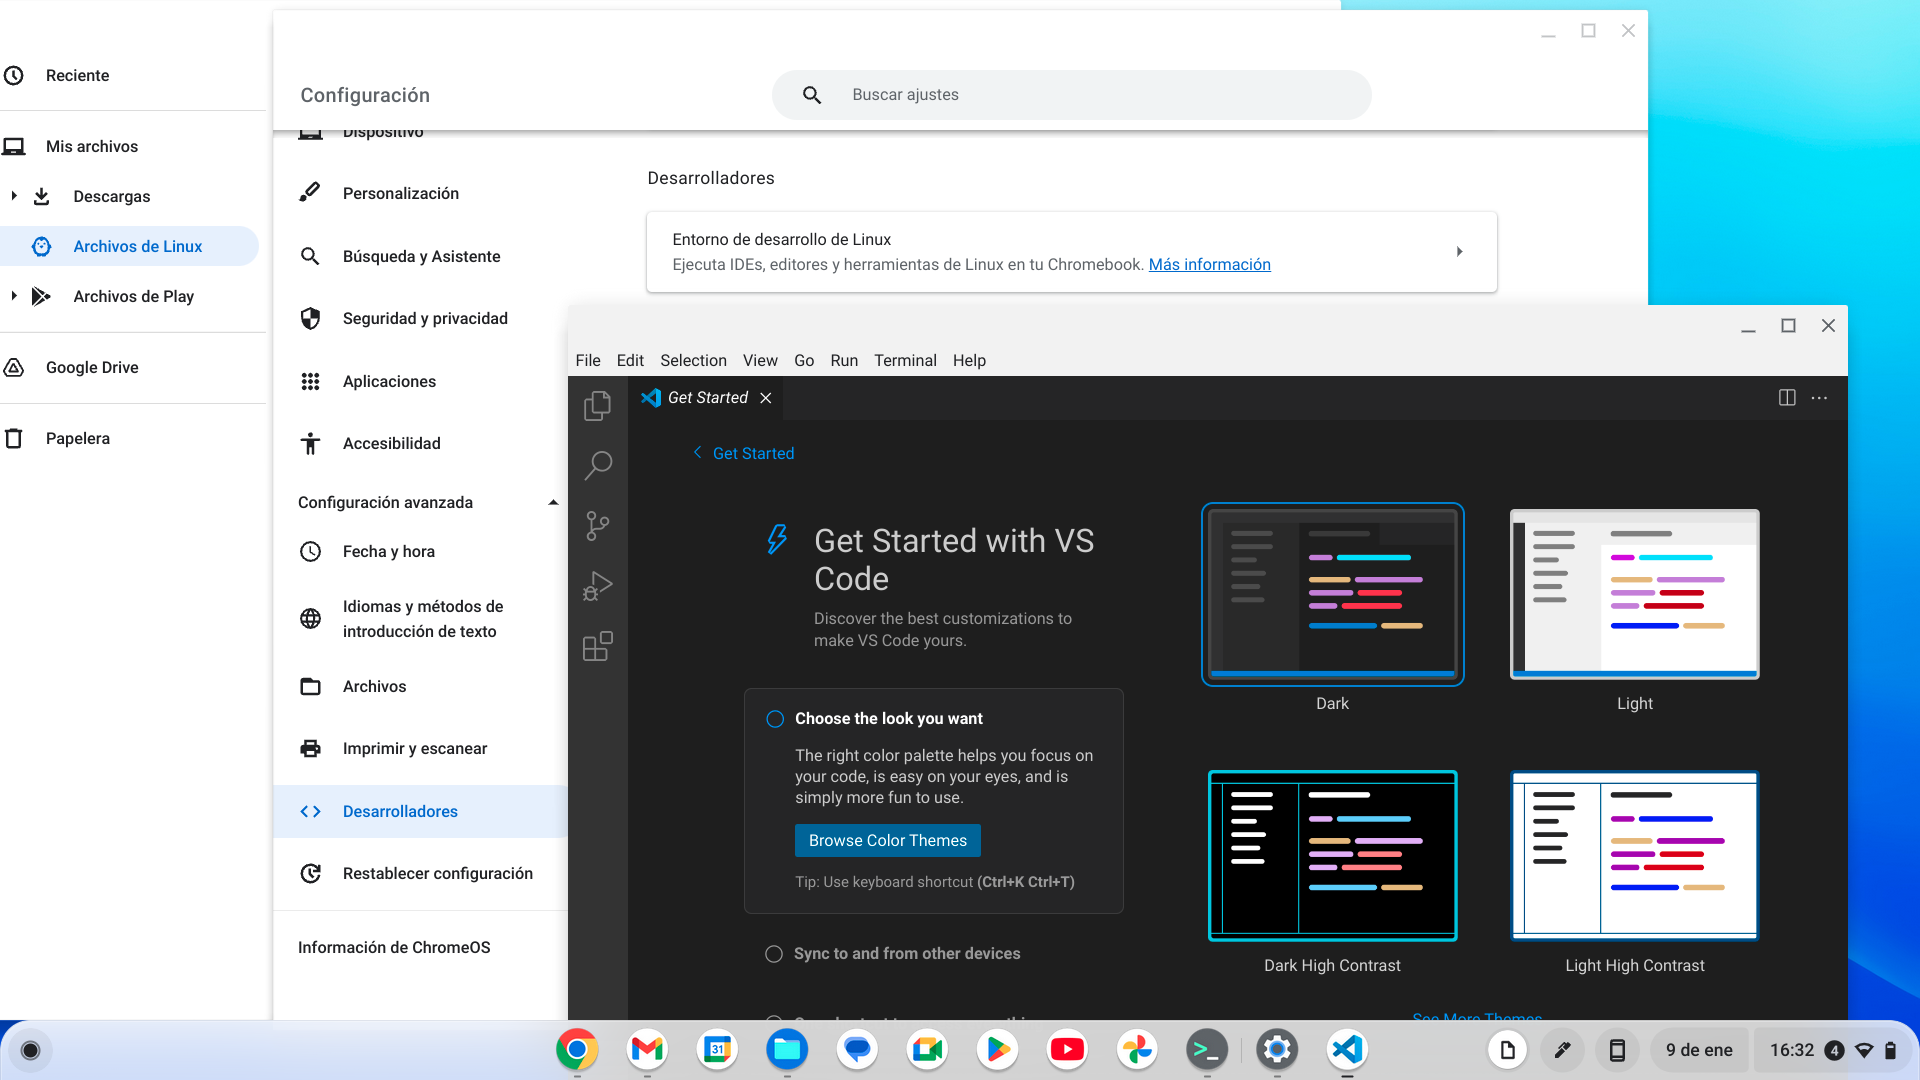 Reciente
Mis archivos
Descargas
Archivos de Linux
Archivos de Play
Google Drive
Papelera
Configuración
Buscar ajustes
Dispositivo
Personalización
Búsqueda y Asistente
Seguridad y privacidad
Aplicaciones
Accesibilidad
Configuración avanzada
Fecha y hora
Idiomas y métodos de
introducción de texto
Archivos
Imprimir y escanear
Desarrolladores
Restablecer configuración
Información de ChromeOS
Desarrolladores
Entorno de desarrollo de Linux
Ejecuta IDEs, editores y herramientas de Linux en tu Chromebook. Más información
File Edit Selection View Go Run Terminal Help
Get Started
Get Started
Get Started with VS
Code
Discover the best customizations to
make VS Code yours.
Choose the look you want
The right color palette helps you focus on
your code, is easy on your eyes, and is
simply more fun to use.
Browse Color Themes
Tip: Use keyboard shortcut (Ctrl+K Ctrl+T)
Sync to and from other devices
Dark
Light
Dark High Contrast
Light High Contrast
See More Themes
31
9 de ene
16:32 4